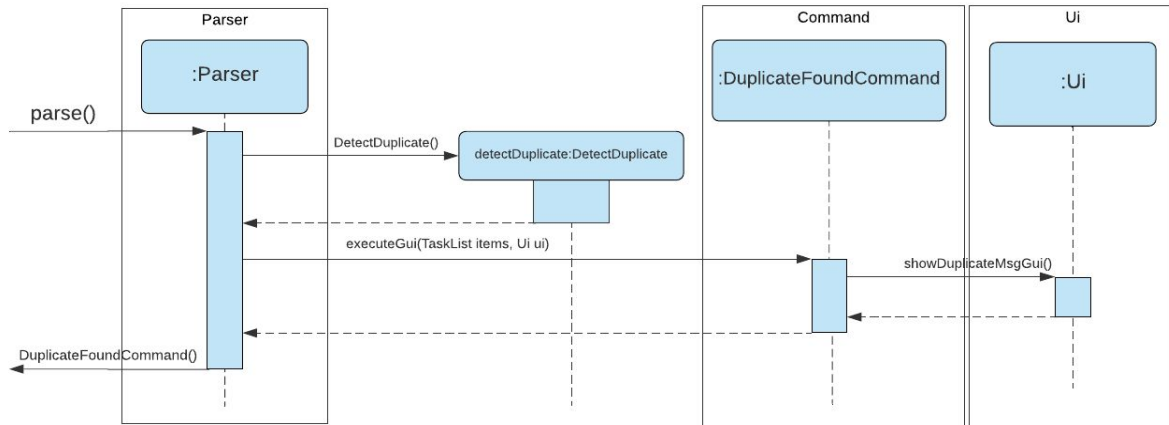 Parser
Command
Ui
:Parser
:DuplicateFoundCommand
:Ui
parse()
DetectDuplicate()
detectDuplicate:DetectDuplicate
executeGui(TaskList items, Ui ui)
showDuplicateMsgGui()
DuplicateFoundCommand()